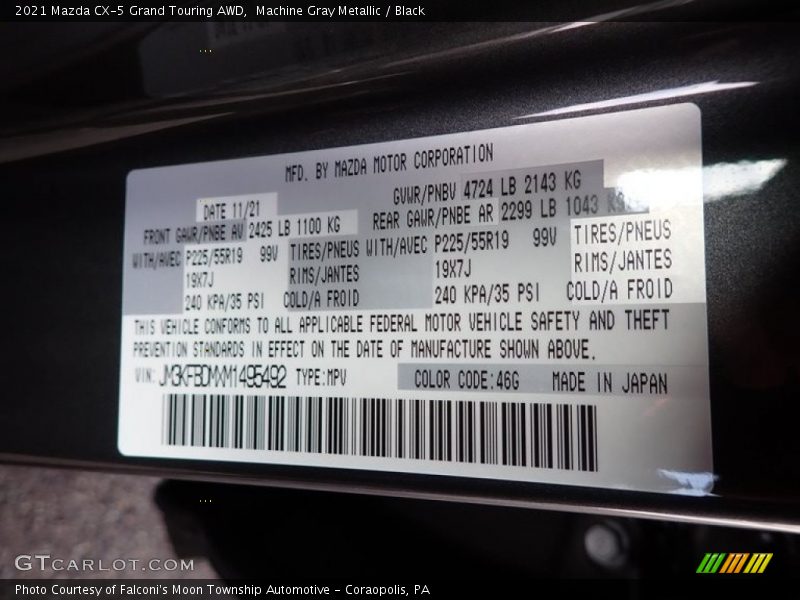 2021 Mazda CX-5 Grand Touring AWD,  Machine Gray Metallic / Black
MFD. BY MAZDA MOTOR CORPORATION
DATE 11/21 GVWR/PNBV 4724 LB 2143 KG
FRONT GAWR/PNBE AV 2425 LB 1100 KG REAR GAWR/PNBE AR 2299 LB 1043 KG
WITH/AVEC P225/55R19 99V TIRES/PNEUS WITH/AVEC P225/55R19 99V TIRES/PNEUS
19X7J RIMS/JANTES 19X7J RIMS/JANTES
240 KPA/35 PSI COLD/A FROID 240 KPA/35 PSI COLD/A FROID
THIS VEHICLE CONFORMS TO ALL APPLICABLE FEDERAL MOTOR VEHICLE SAFETY AND THEFT
PREVENTION STANDARDS IN EFFECT ON THE DATE OF MANUFACTURE SHOWN ABOVE.
VIN: JM3KFBDMXM1495492 TYPE:MPV COLOR CODE:46G MADE IN JAPAN
GTCARLOT.COM
Photo Courtesy of Falconi's Moon Township Automotive – Coraopolis, PA